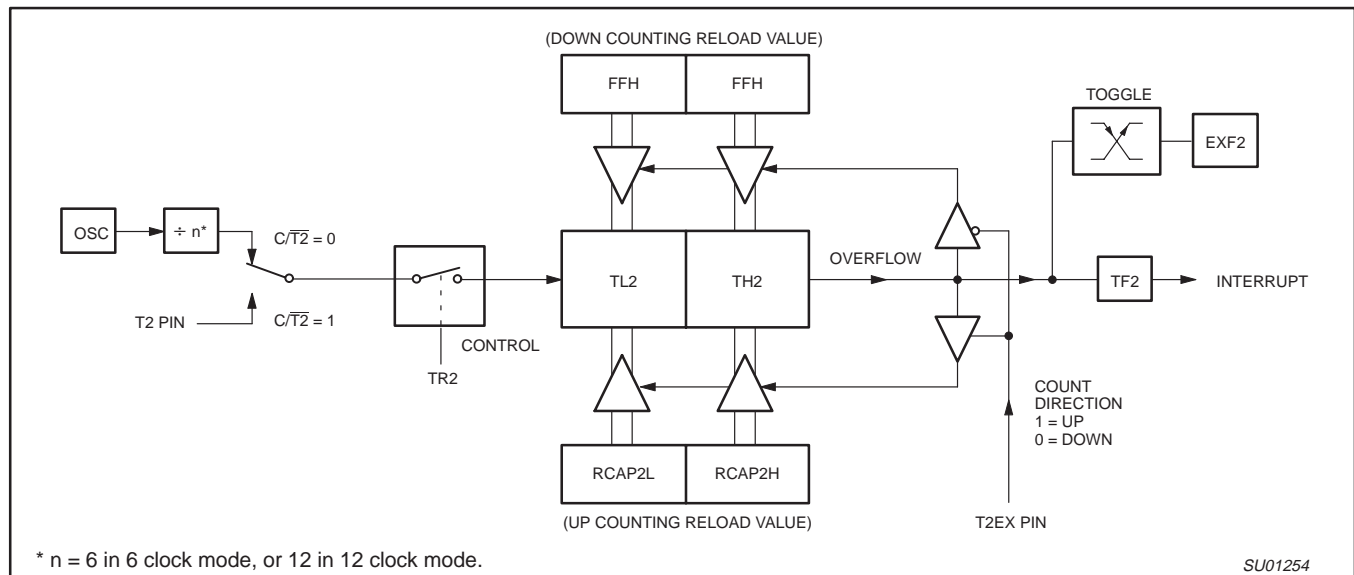 (DOWN COUNTING RELOAD VALUE)
FFH
FFH
TOGGLE
EXF2
OSC
÷ n*
C/T2̅ = 0
TL2
TH2
OVERFLOW
TF2
INTERRUPT
T2 PIN
C/T2̅ = 1
CONTROL
TR2
COUNT
DIRECTION
1 = UP
0 = DOWN
RCAP2L
RCAP2H
(UP COUNTING RELOAD VALUE)
T2EX PIN
* n = 6 in 6 clock mode, or 12 in 12 clock mode.
SU01254